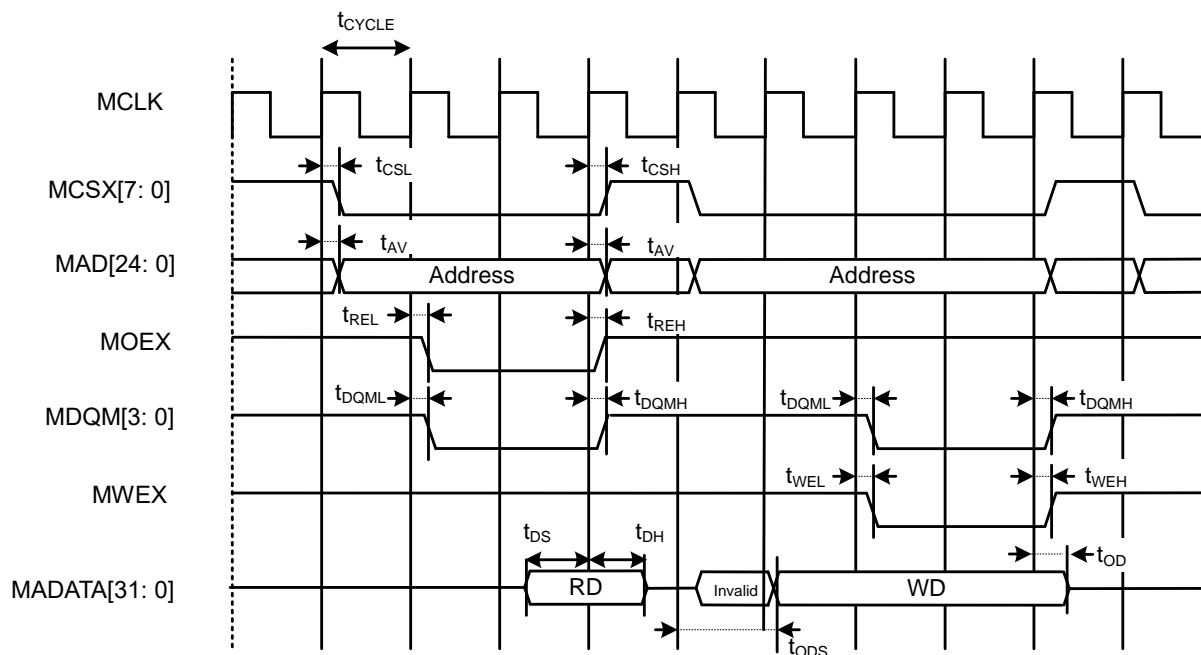 tCYCLE
MCLK
tCSL tCSH
MCSX[7: 0]
tAV tAV
MAD[24: 0] Address Address
tREL tREH
MOEX
tDQML tDQMH tDQML tDQMH
MDQM[3: 0]
tWEL tWEH
MWEX
tDS tDH
tOD
MADATA[31: 0] RD Invalid WD
tODS